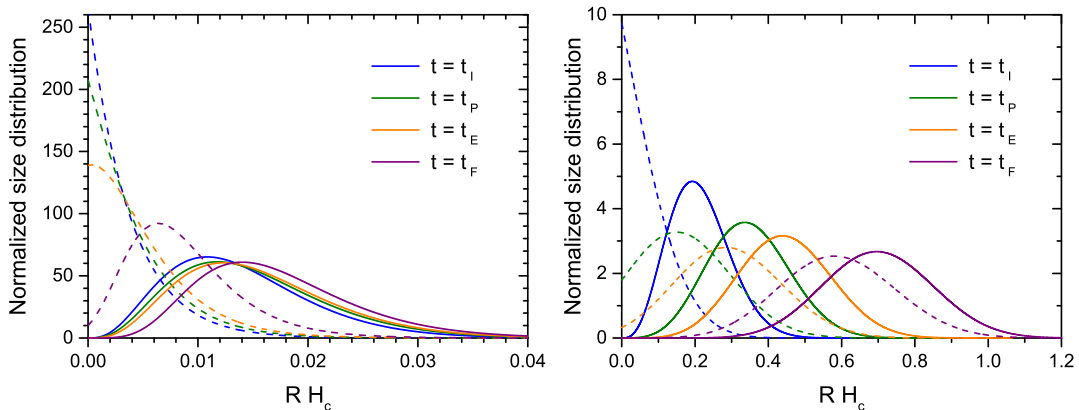 Normalized size distribution
250
200
150
100
50
0
0.00
0.01
0.02
0.03
0.04
R H_c
t = t_I
t = t_P
t = t_E
t = t_F
Normalized size distribution
10
8
6
4
2
0
0.0
0.2
0.4
0.6
0.8
1.0
1.2
R H_c
t = t_I
t = t_P
t = t_E
t = t_F